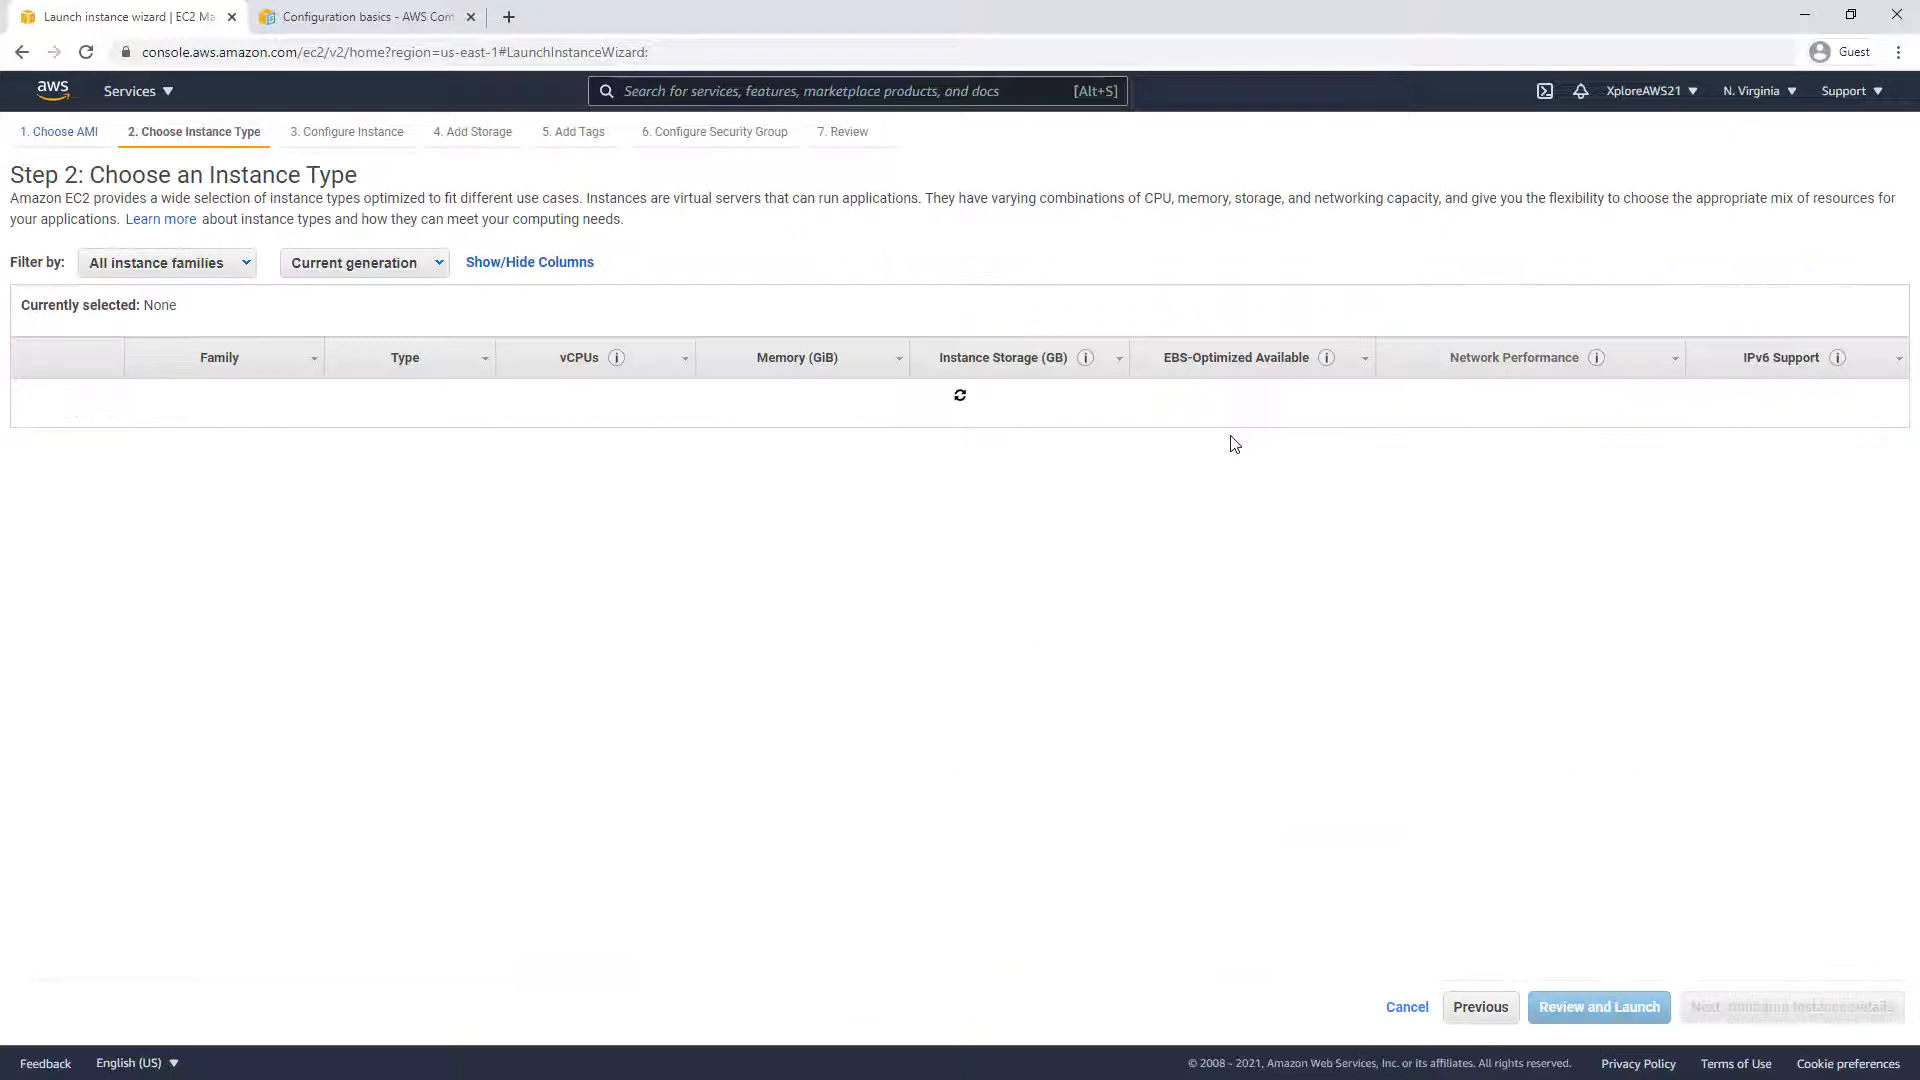 Launch instance wizard | EC2 Ma
Configuration basics - AWS Com
console.aws.amazon.com/ec2/v2/home?region=us-east-1#LaunchInstanceWizard:
Guest
aws
Services
Search for services, features, marketplace products, and docs
[Alt+S]
XploreAWS21
N. Virginia
Support
1. Choose AMI
2. Choose Instance Type
3. Configure Instance
4. Add Storage
5. Add Tags
6. Configure Security Group
7. Review
Step 2: Choose an Instance Type
Amazon EC2 provides a wide selection of instance types optimized to fit different use cases. Instances are virtual servers that can run applications. They have varying combinations of CPU, memory, storage, and networking capacity, and give you the flexibility to choose the appropriate mix of resources for
your applications. Learn more about instance types and how they can meet your computing needs.
Filter by:
All instance families
Current generation
Show/Hide Columns
Currently selected: None
Family
Type
vCPUs
Memory (GiB)
Instance Storage (GB)
EBS-Optimized Available
Network Performance
IPv6 Support
Cancel
Previous
Review and Launch
Next: Configure Instance Details
Feedback
English (US)
© 2008 - 2021, Amazon Web Services, Inc. or its affiliates. All rights reserved.
Privacy Policy
Terms of Use
Cookie preferences